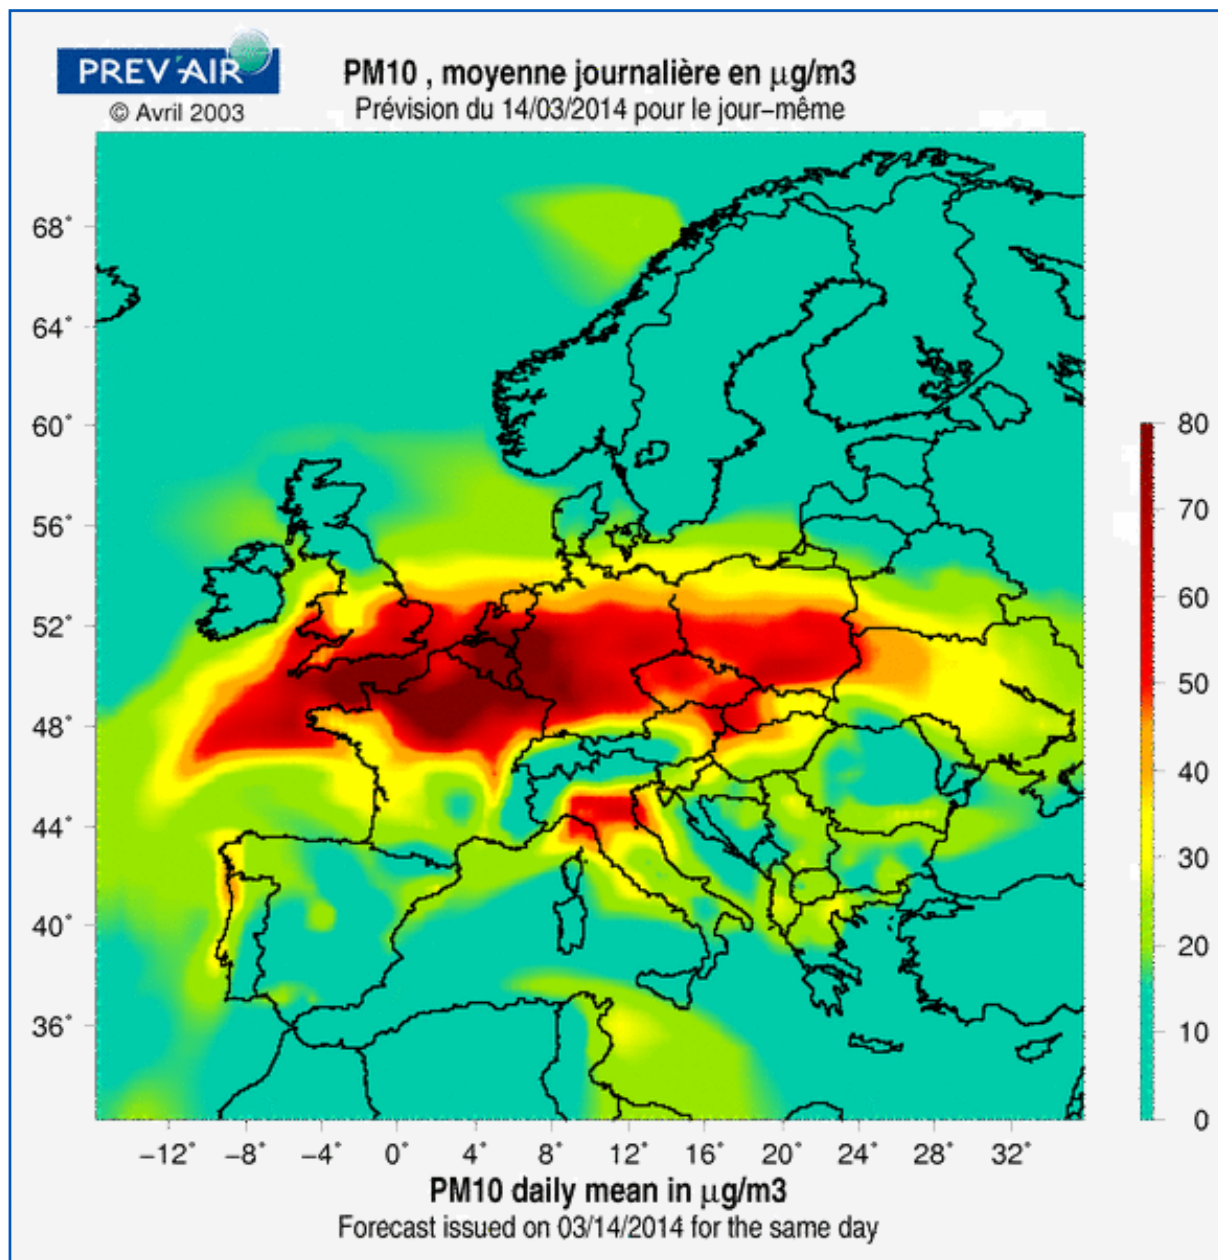 PREV'AIR
© Avril 2003
PM10 , moyenne journalière en µg/m3
Prévision du 14/03/2014 pour le jour–même
68°
64°
60°
56°
52°
48°
44°
40°
36°
80
70
60
50
40
30
20
10
0
−12° −8° −4° 0° 4° 8° 12° 16° 20° 24° 28° 32°
PM10 daily mean in µg/m3
Forecast issued on 03/14/2014 for the same day